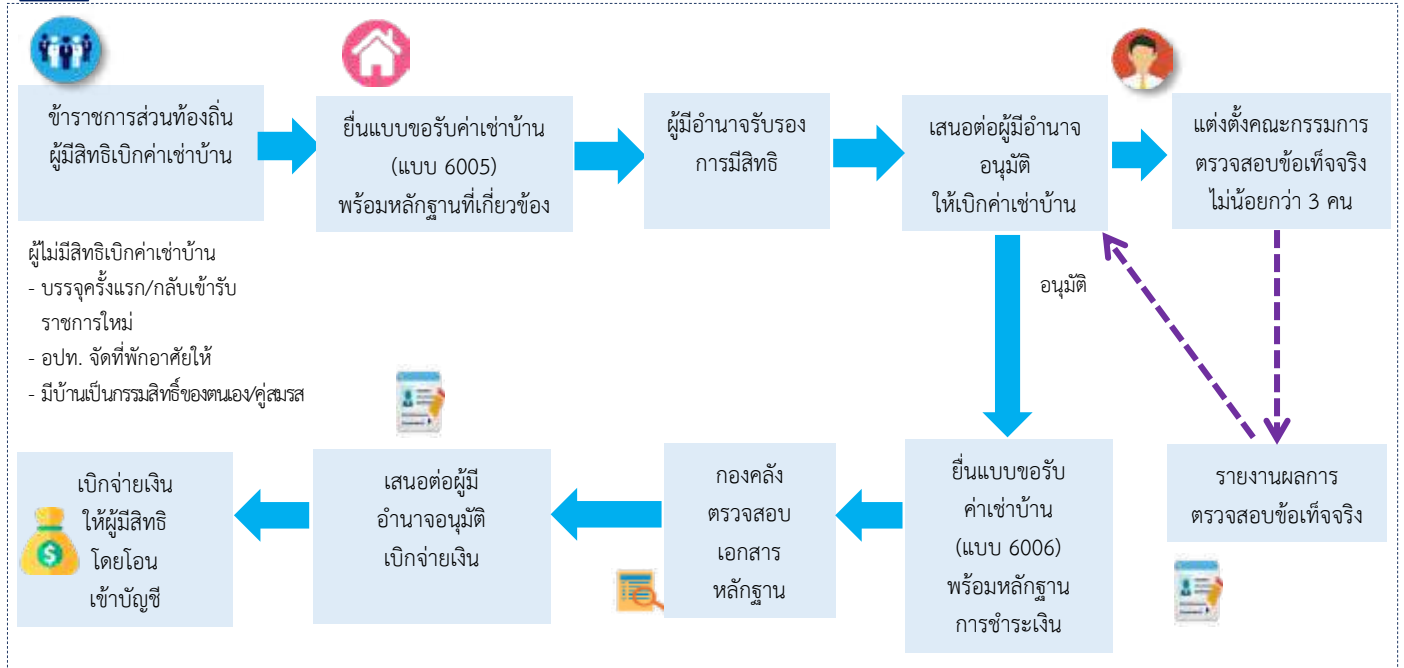 ข้าราชการส่วนท้องถิ่น
ผู้มีสิทธิเบิกค่าเช่าบ้าน
ยื่นแบบขอรับค่าเช่าบ้าน
(แบบ 6005)
พร้อมหลักฐานที่เกี่ยวข้อง
ผู้มีอำนาจรับรอง
การมีสิทธิ
เสนอต่อผู้มีอำนาจ
อนุมัติ
ให้เบิกค่าเช่าบ้าน
แต่งตั้งคณะกรรมการ
ตรวจสอบข้อเท็จจริง
ไม่น้อยกว่า 3 คน
ผู้ไม่มีสิทธิเบิกค่าเช่าบ้าน
- บรรจุครั้งแรก/กลับเข้ารับ
ราชการใหม่
- อปท. จัดที่พักอาศัยให้
- มีบ้านเป็นกรรมสิทธิ์ของตนเอง/คู่สมรส
อนุมัติ
รายงานผลการ
ตรวจสอบข้อเท็จจริง
ยื่นแบบขอรับ
ค่าเช่าบ้าน
(แบบ 6006)
พร้อมหลักฐาน
การชำระเงิน
กองคลัง
ตรวจสอบ
เอกสาร
หลักฐาน
เสนอต่อผู้มี
อำนาจอนุมัติ
เบิกจ่ายเงิน
เบิกจ่ายเงิน
ให้ผู้มีสิทธิ
โดยโอน
เข้าบัญชี